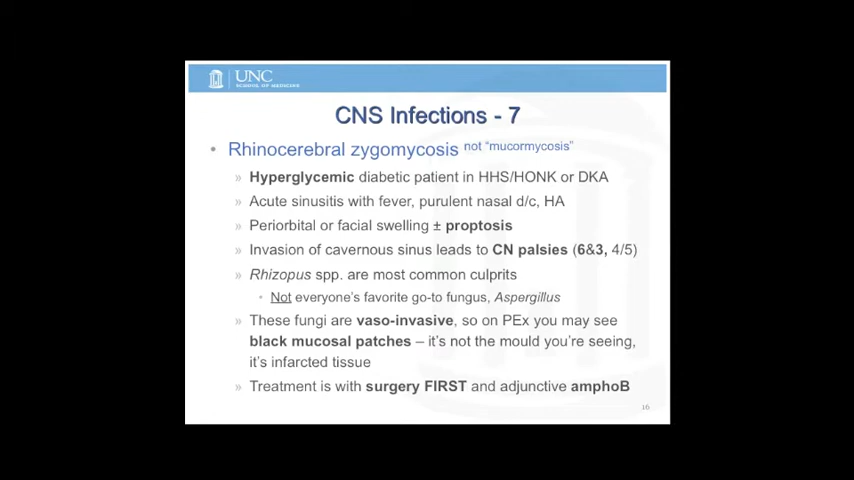 UNC
SCHOOL OF MEDICINE
CNS Infections - 7
• Rhinocerebral zygomycosis not “mucormycosis”
» Hyperglycemic diabetic patient in HHS/HONK or DKA
» Acute sinusitis with fever, purulent nasal d/c, HA
» Periorbital or facial swelling ± proptosis
» Invasion of cavernous sinus leads to CN palsies (6&3, 4/5)
» Rhizopus spp. are most common culprits
• Not everyone’s favorite go-to fungus, Aspergillus
» These fungi are vaso-invasive, so on PEx you may see
black mucosal patches – it’s not the mould you’re seeing,
it’s infarcted tissue
» Treatment is with surgery FIRST and adjunctive amphoB
16